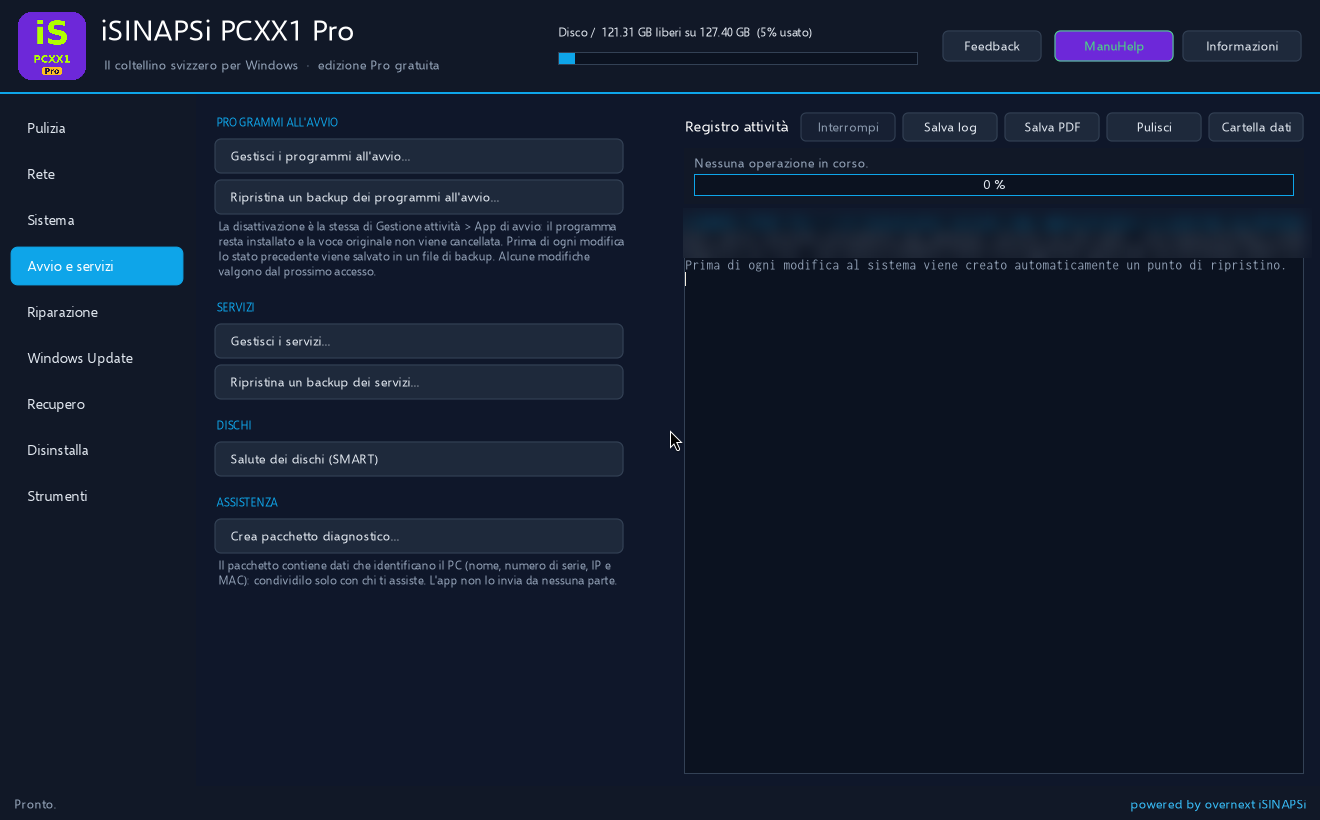 iS
PCXX1
Pro
iSINAPSi PCXX1 Pro
Il coltellino svizzero per Windows · edizione Pro gratuita
Disco / 121.31 GB liberi su 127.40 GB (5% usato)
Feedback
ManuHelp
Informazioni
Pulizia
Rete
Sistema
Avvio e servizi
Riparazione
Windows Update
Recupero
Disinstalla
Strumenti
PROGRAMMI ALL'AVVIO
Gestisci i programmi all'avvio...
Ripristina un backup dei programmi all'avvio...
La disattivazione è la stessa di Gestione attività > App di avvio: il programma
resta installato e la voce originale non viene cancellata. Prima di ogni modifica
lo stato precedente viene salvato in un file di backup. Alcune modifiche
valgono dal prossimo accesso.
SERVIZI
Gestisci i servizi...
Ripristina un backup dei servizi...
DISCHI
Salute dei dischi (SMART)
ASSISTENZA
Crea pacchetto diagnostico...
Il pacchetto contiene dati che identificano il PC (nome, numero di serie, IP e
MAC): condividilo solo con chi ti assiste. L'app non lo invia da nessuna parte.
Registro attività
Interrompi
Salva log
Salva PDF
Pulisci
Cartella dati
Nessuna operazione in corso.
0 %
Prima di ogni modifica al sistema viene creato automaticamente un punto di ripristino.
Pronto.
powered by overnext iSINAPSi